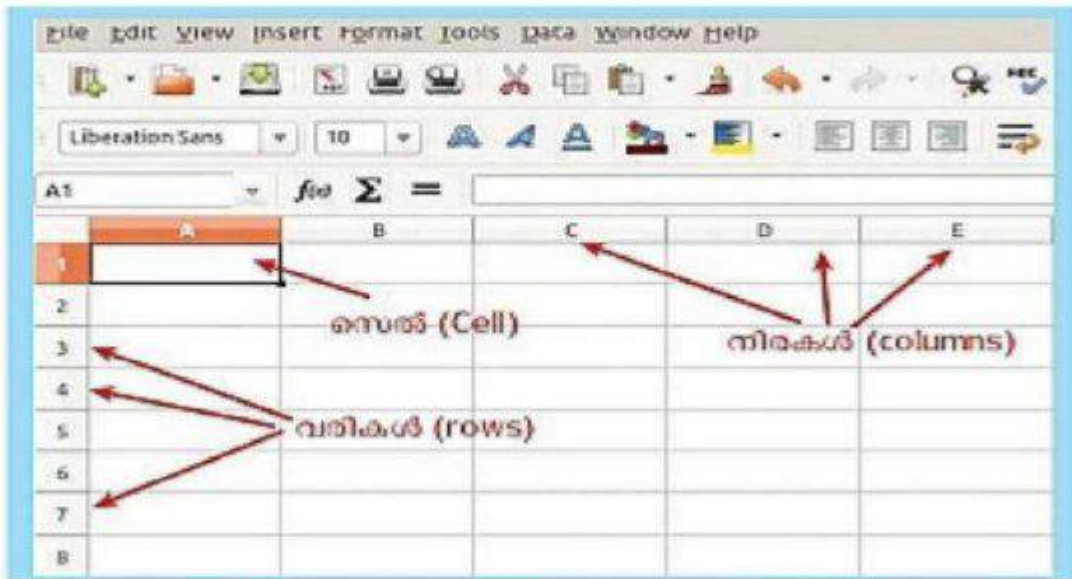 File Edit View Insert Format Tools Data Window Help
Liberation Sans 10
A1 f(x) Σ =
A B C D E
1
2
സെൽ (Cell)
3 നിരകൾ (columns)
4
5 വരികൾ (rows)
6
7
8